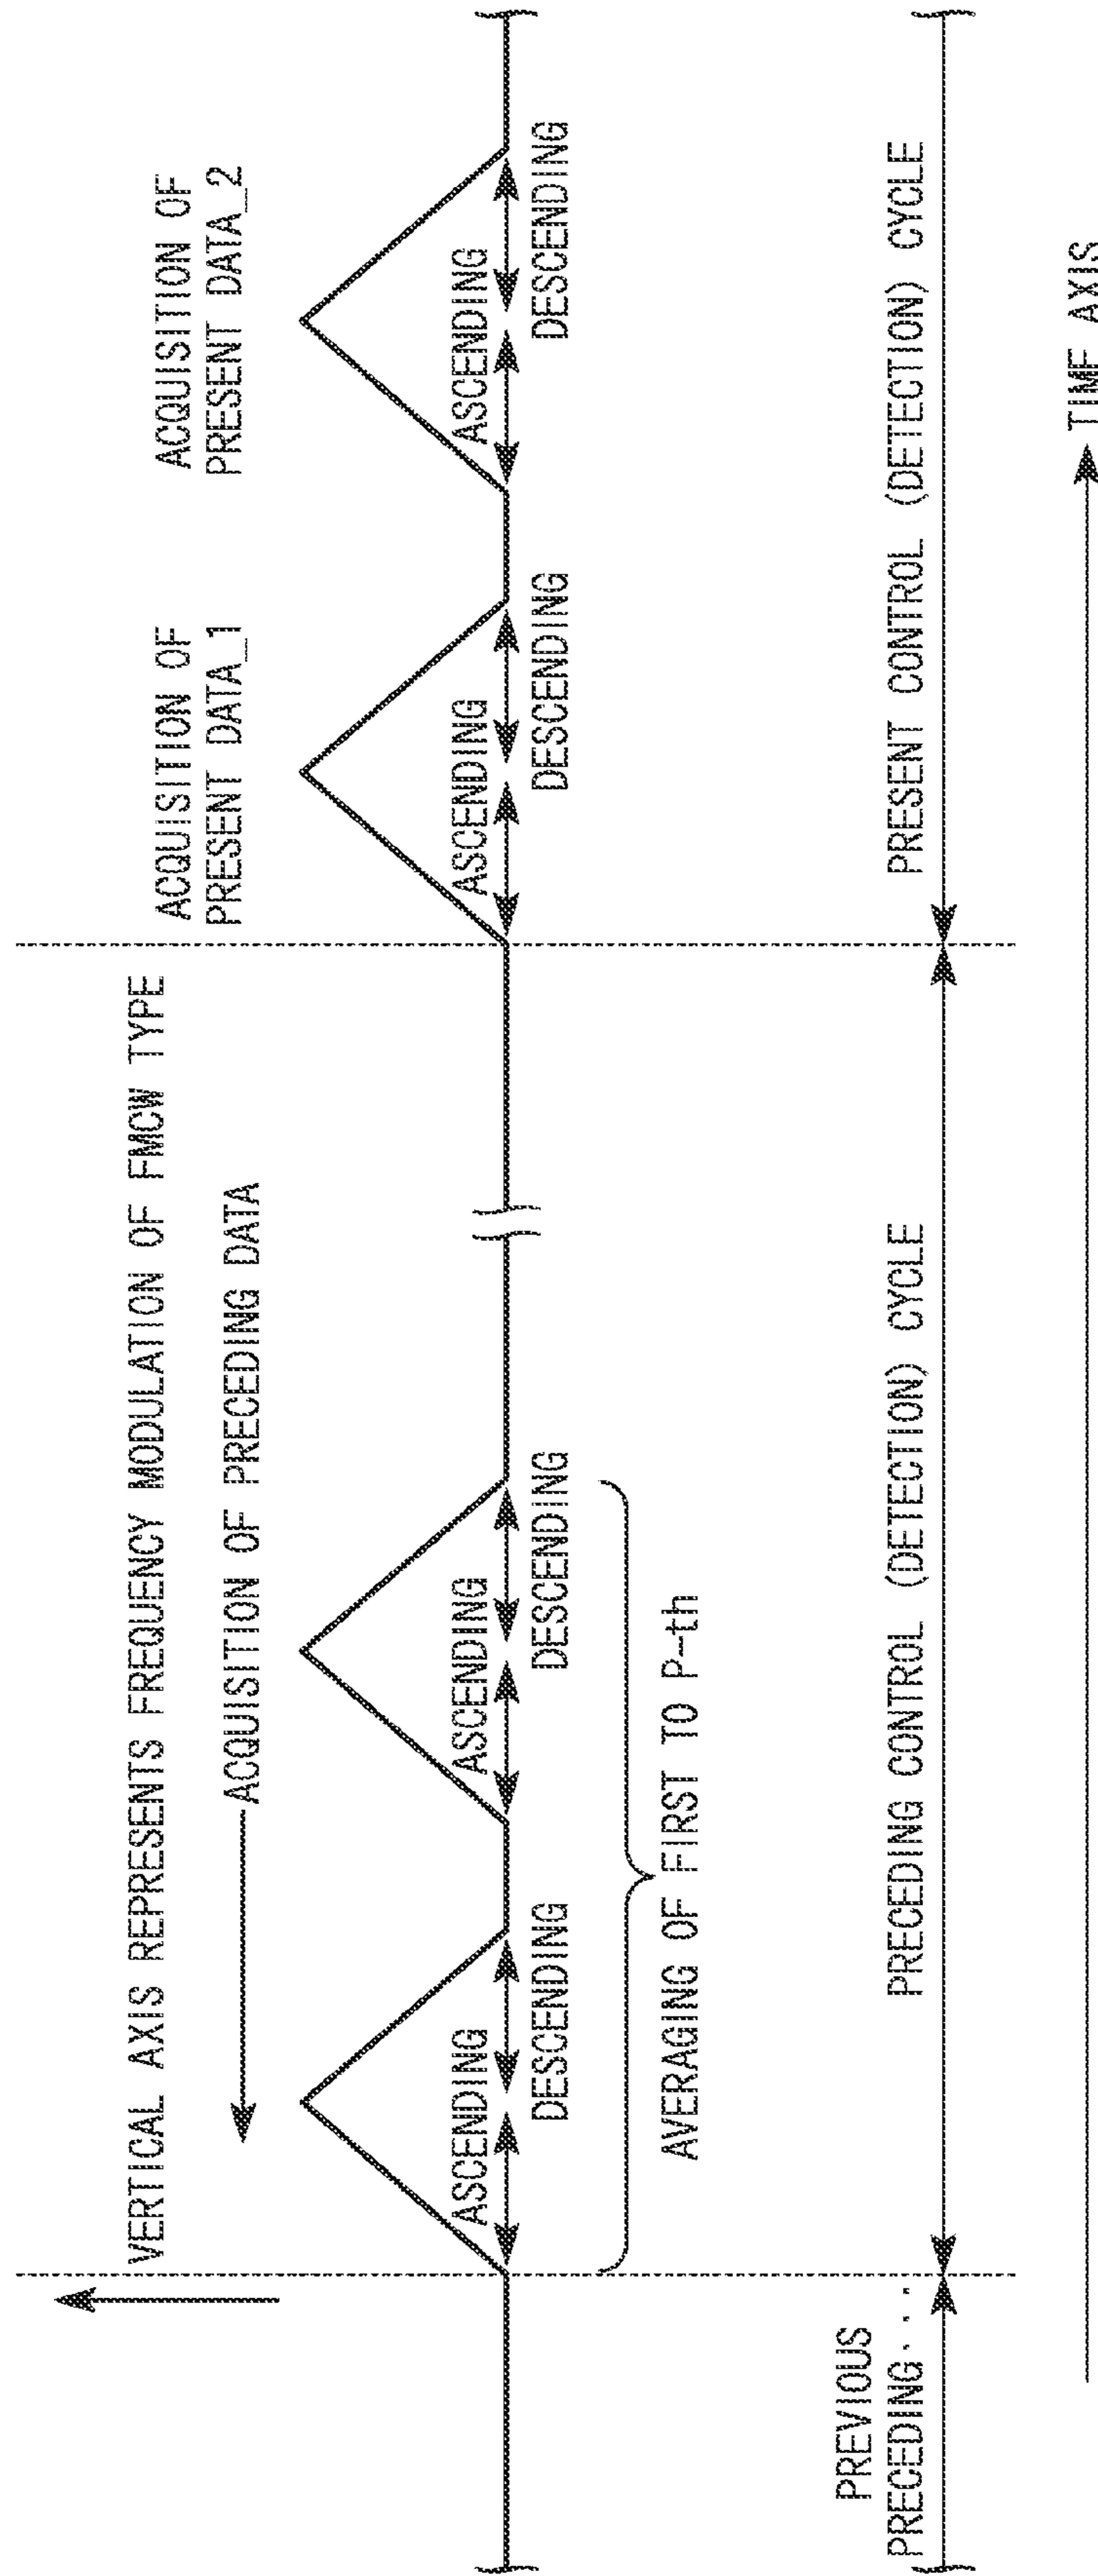 VERTICAL AXIS REPRESENTS FREQUENCY MODULATION OF FMCW TYPE
ACQUISITION OF PRECEDING DATA
ACQUISITION OF
PRESENT DATA_1
ACQUISITION OF
PRESENT DATA_2
ASCENDING
DESCENDING
ASCENDING
DESCENDING
ASCENDING
DESCENDING
ASCENDING
DESCENDING
AVERAGING OF FIRST TO P-th
PREVIOUS
PRECEDING···
PRECEDING CONTROL (DETECTION) CYCLE
PRESENT CONTROL (DETECTION) CYCLE
TIME AXIS